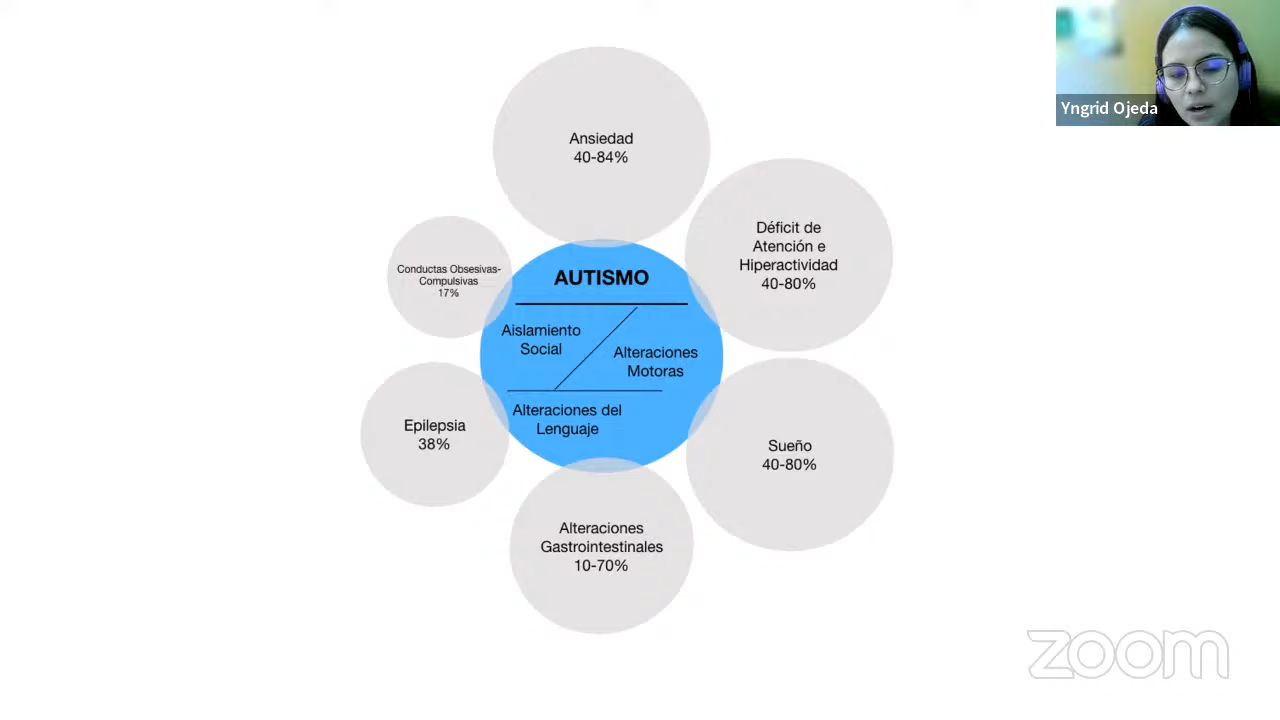 Ansiedad
40-84%
Déficit de
Atención e
Hiperactividad
40-80%
Conductas Obsesivas-
Compulsivas
17%
AUTISMO
Aislamiento
Social
Alteraciones
Motoras
Alteraciones del
Lenguaje
Epilepsia
38%
Sueño
40-80%
Alteraciones
Gastrointestinales
10-70%
Yngrid Ojeda
zoom